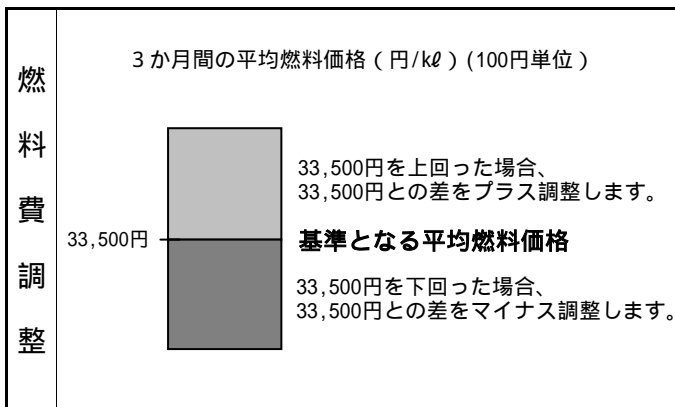 燃料費調整
３か月間の平均燃料価格（円/kℓ）(100円単位）
33,500円を上回った場合、
33,500円との差をプラス調整します。
33,500円
基準となる平均燃料価格
33,500円を下回った場合、
33,500円との差をマイナス調整します。